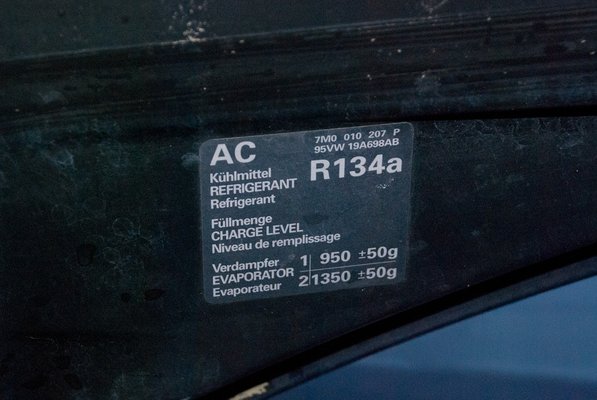 AC
7M0 010 207 P
95VW 19A698AB
Kühlmittel
REFRIGERANT
Refrigerant
R134a
Füllmenge
CHARGE LEVEL
Niveau de remplissage
Verdampfer
EVAPORATOR
Evaporateur
1 950 ±50g
2 1350 ±50g